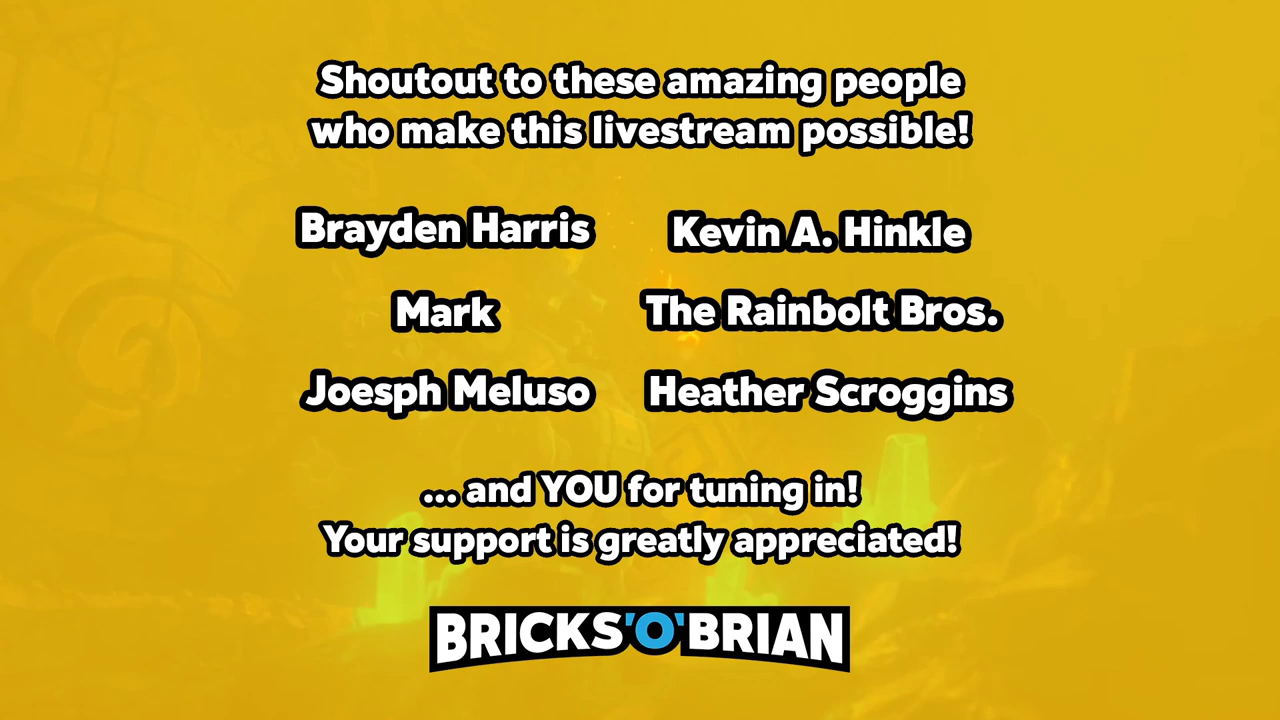 Shoutout to these amazing people
who make this livestream possible!
Brayden Harris
Kevin A. Hinkle
Mark
The Rainbolt Bros.
Joesph Meluso
Heather Scroggins
... and YOU for tuning in!
Your support is greatly appreciated!
BRICKS'O'BRIAN